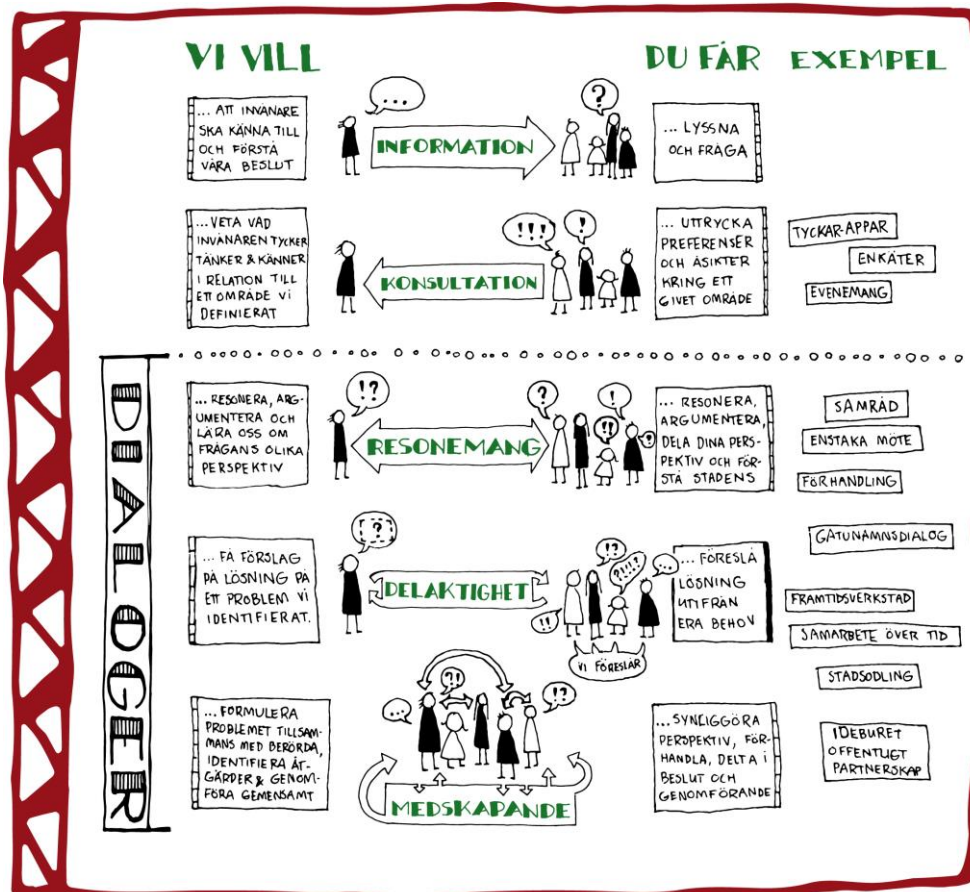 VI VILL
DU FÅR
EXEMPEL
... ATT INVÅNARE
SKA KÄNNA TILL
OCH FÖRSTÅ
VÅRA BESLUT
...
INFORMATION
?
... LYSSNA
OCH FRÅGA
...VETA VAD
INVÅNAREN TYCKER
TÄNKER & KÄNNER
I RELATION TILL
ETT OMRÅDE VI
DEFINIERAT
KONSULTATION
!!!
!
... UTTRYCKA
PREFERENSER
OCH ÅSIKTER
KRING ETT
GIVET OMRÅDE
TYCKAR-APPAR
ENKÄTER
EVENEMANG
DIALOGER
... RESONERA, ARG-
UMENTERA OCH
LÄRA OSS OM
FRÅGANS OLIKA
PERSPEKTIV
!?
RESONEMANG
?
!
!!
!
... RESONERA,
ARGUMENTERA,
DELA DINA PERS-
PEKTIV OCH FÖR-
STÅ STADENS
SAMRÅD
ENSTAKA MÖTE
FÖRHANDLING
... FÅ FÖRSLAG
PÅ LÖSNING PÅ
ETT PROBLEM VI
IDENTIFIERAT.
?
DELAKTIGHET
!!
!?
?!!!?
...
VI FÖRESLÅR
... FÖRESLÅ
LÖSNING
UTIFRÅN
ERA BEHOV
GATUNAMNSDIALOG
FRAMTIDSVERKSTAD
SAMARBETE ÖVER TID
STADSODLING
... FORMULERA
PROBLEMET TILLSAM-
MANS MED BERÖRDA,
IDENTIFIERA ÅT-
GÄRDER & GENOM-
FÖRA GEMENSAMT
...
?!
!?
MEDSKAPANDE
...SYNLIGGÖRA
PERSPEKTIV, FÖR-
HANDLA, DELTA I
BESLUT OCH
GENOMFÖRANDE
IDEBURET
OFFENTLIGT
PARTNERSKAP